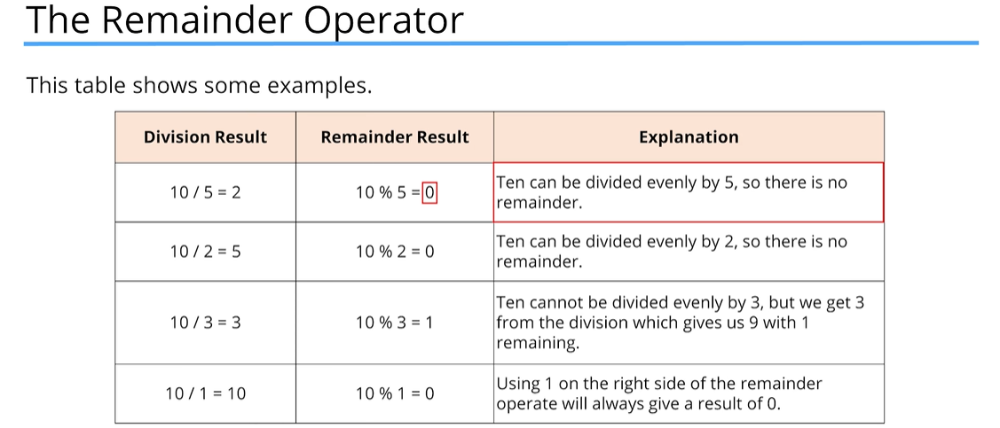 The Remainder Operator
This table shows some examples.
Division Result Remainder Result Explanation
10 / 5 = 2 10 % 5 = 0 Ten can be divided evenly by 5, so there is no
remainder.
10 / 2 = 5 10 % 2 = 0 Ten can be divided evenly by 2, so there is no
remainder.
10 / 3 = 3 10 % 3 = 1 Ten cannot be divided evenly by 3, but we get 3
from the division which gives us 9 with 1
remaining.
10 / 1 = 10 10 % 1 = 0 Using 1 on the right side of the remainder
operate will always give a result of 0.